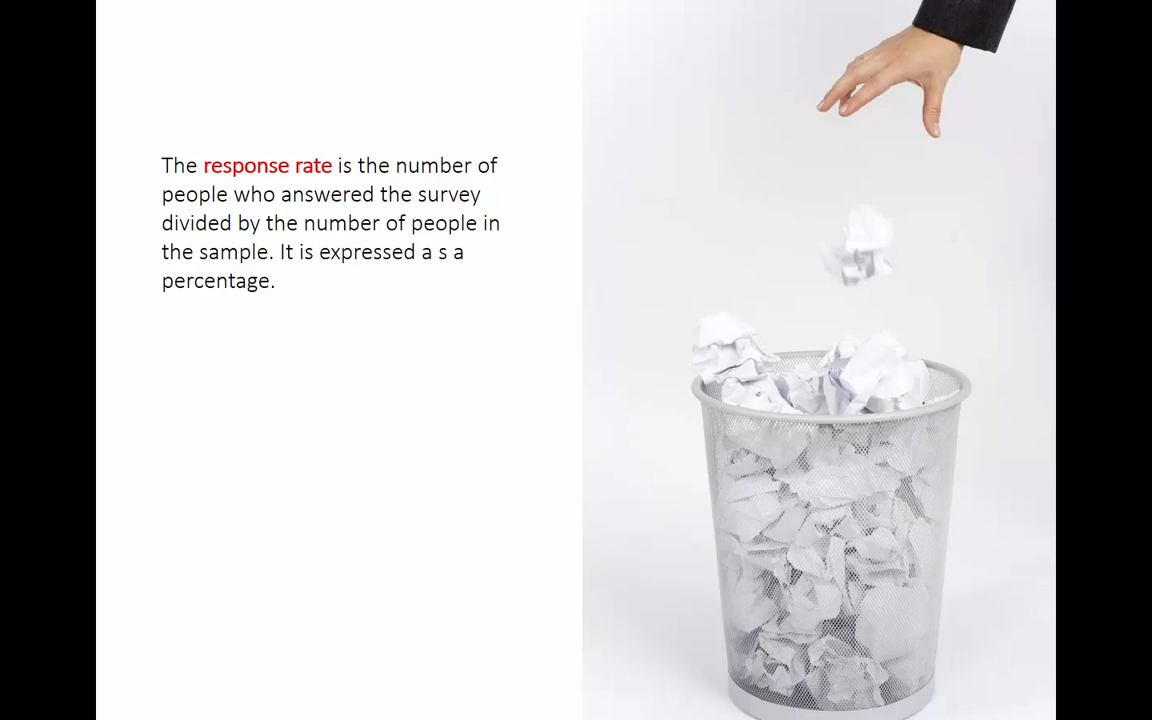 The response rate is the number of
people who answered the survey
divided by the number of people in
the sample. It is expressed a s a
percentage.